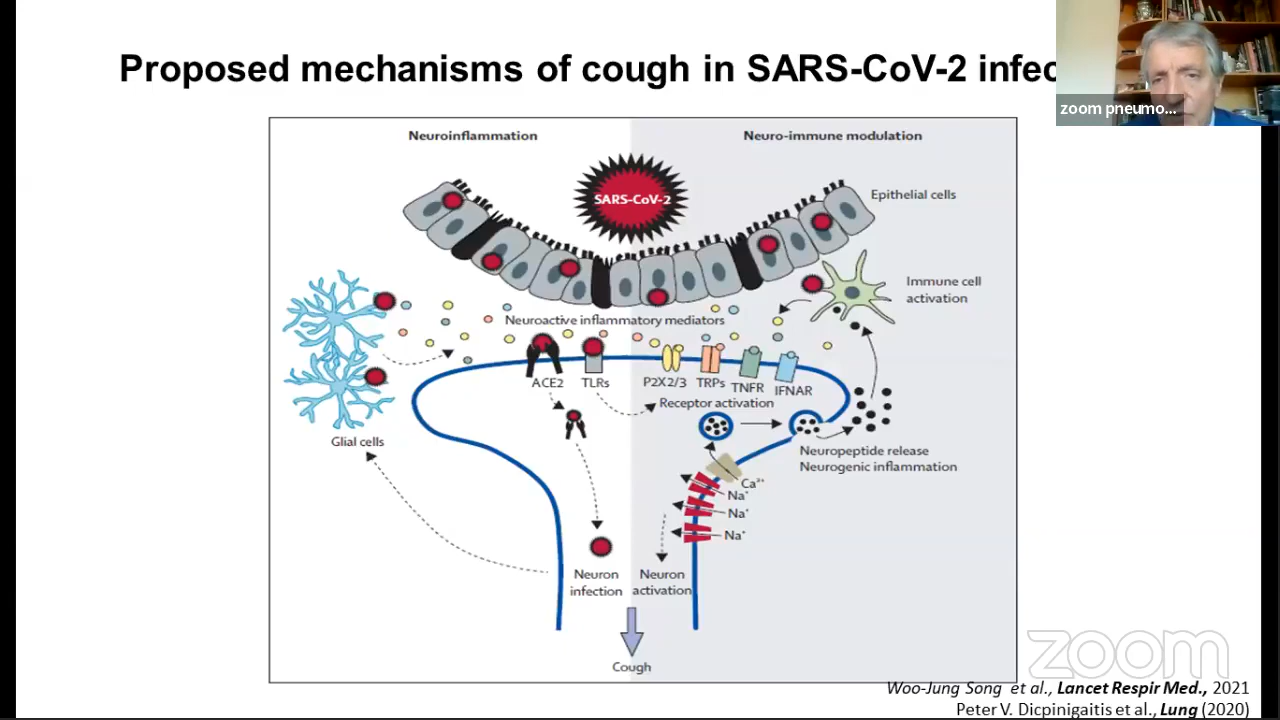 Proposed mechanisms of cough in SARS-CoV-2 infec
zoom pneumo...
Neuroinflammation
Neuro-immune modulation
SARS-CoV-2
Epithelial cells
Immune cell
activation
Neuroactive inflammatory mediators
ACE2
TLRs
P2X2/3
TRPs
TNFR
IFNAR
Receptor activation
Glial cells
Neuropeptide release
Neurogenic inflammation
Ca²⁺
Na⁺
Na⁺
Na⁺
Neuron
infection
Neuron
activation
Cough
zoom
Woo-Jung Song et al., Lancet Respir Med., 2021
Peter V. Dicpinigaitis et al., Lung (2020)